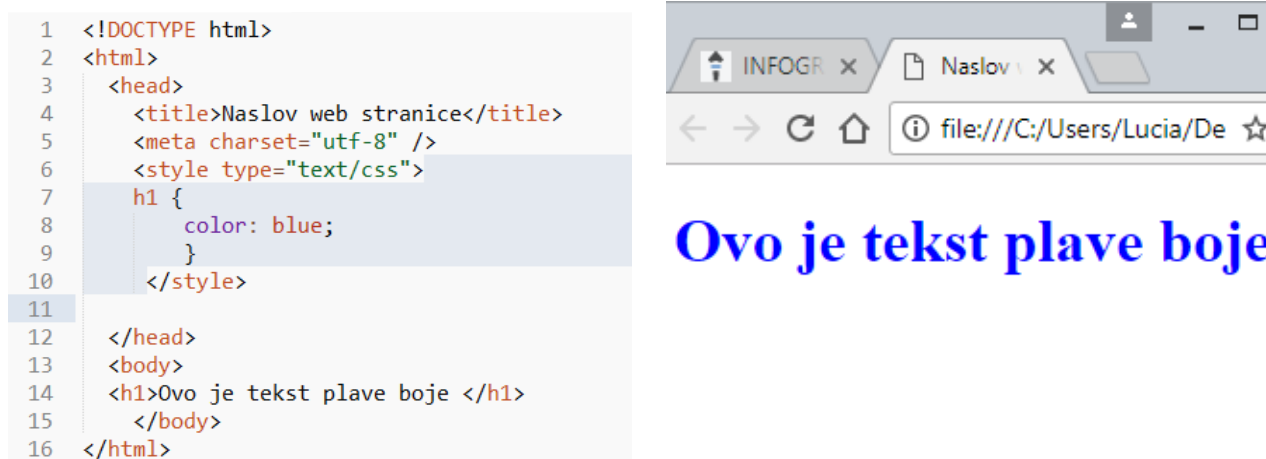 1 <!DOCTYPE html>
2 <html>
3 <head>
4 <title>Naslov web stranice</title>
5 <meta charset="utf-8" />
6 <style type="text/css">
7 h1 {
8 color: blue;
9 }
10 </style>
11
12 </head>
13 <body>
14 <h1>Ovo je tekst plave boje </h1>
15 </body>
16 </html>
INFOGR Naslov
file:///C:/Users/Lucia/De
Ovo je tekst plave boje